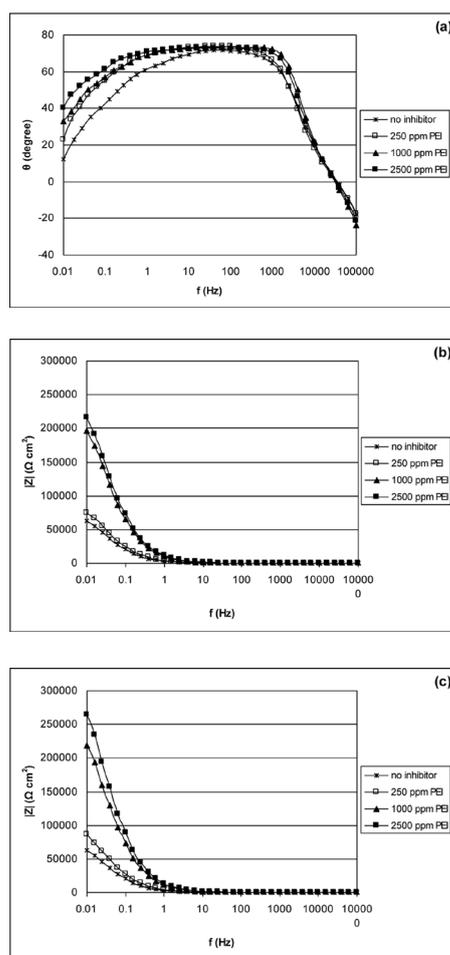 (a)
80
60
40
20
0
-20
-40
θ (degree)
0.01 0.1 1 10 100 1000 10000 100000
f (Hz)
no inhibitor
250 ppm PEI
1000 ppm PEI
2500 ppm PEI
(b)
300000
250000
200000
150000
100000
50000
0
|Z| (Ω cm²)
0.01 0.1 1 10 100 1000 10000 10000
0
f (Hz)
no inhibitor
250 ppm PEI
1000 ppm PEI
2500 ppm PEI
(c)
300000
250000
200000
150000
100000
50000
0
|Z| (Ω cm²)
0.01 0.1 1 10 100 1000 10000 10000
0
f (Hz)
no inhibitor
250 ppm PEI
1000 ppm PEI
2500 ppm PEI